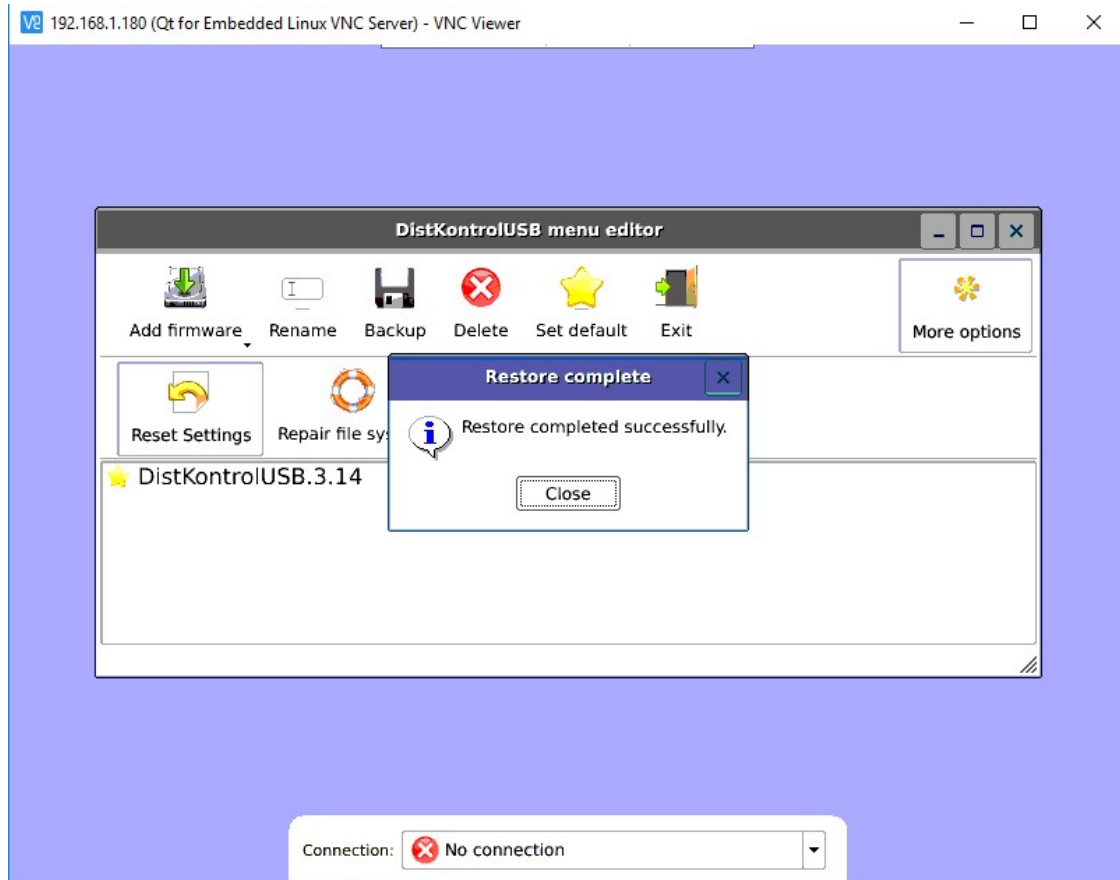 192.168.1.180 (Qt for Embedded Linux VNC Server) - VNC Viewer
DistKontrolUSB menu editor
Add firmware Rename Backup Delete Set default Exit More options
Restore complete
Reset Settings Repair file sy
Restore completed successfully.
DistKontrolUSB.3.14
Close
Connection: No connection